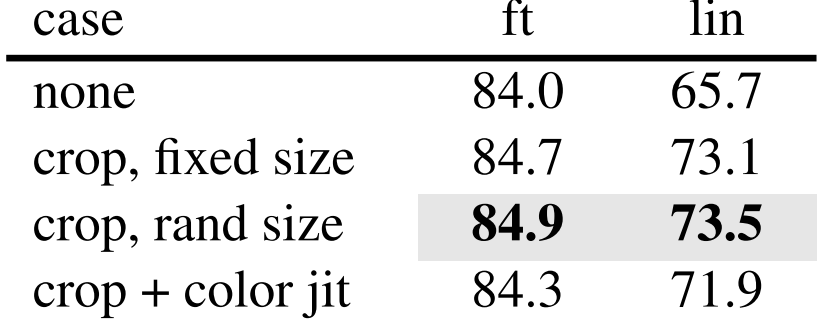 case ft lin
none 84.0 65.7
crop, fixed size 84.7 73.1
crop, rand size 84.9 73.5
crop + color jit 84.3 71.9